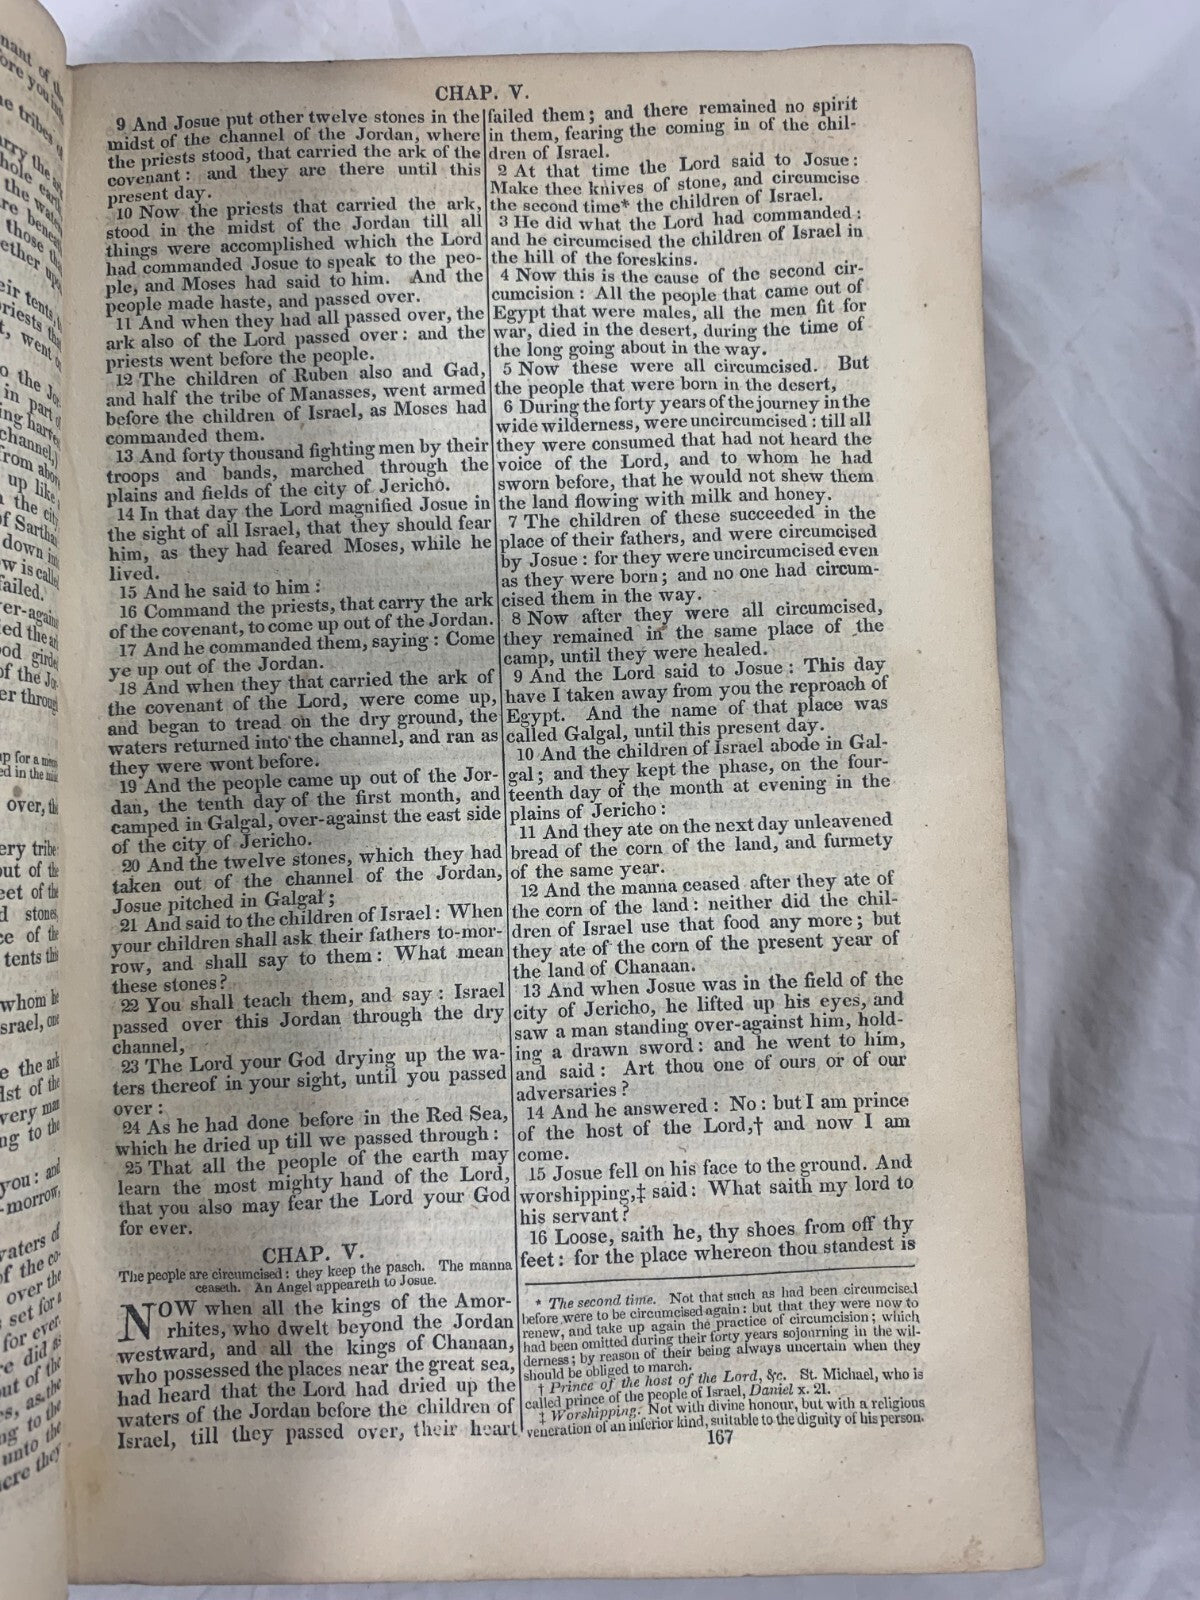 CHAP. V.
9 And Josue put other twelve stones in the
midst of the channel of the Jordan, where
the priests stood, that carried the ark of the
covenant: and they are there until this
present day.
10 Now the priests that carried the ark,
stood in the midst of the Jordan till all
things were accomplished which the Lord
had commanded Josue to speak to the peo-
ple, and Moses had said to him. And the
people made haste, and passed over.
11 And when they had all passed over, the
ark also of the Lord passed over: and the
priests went before the people.
12 The children of Ruben also and Gad,
and half the tribe of Manasses, went armed
before the children of Israel, as Moses had
commanded them.
13 And forty thousand fighting men by their
troops and bands, marched through the
plains and fields of the city of Jericho.
14 In that day the Lord magnified Josue in
the sight of all Israel, that they should fear
him, as they had feared Moses, while he
lived.
15 And he said to him:
16 Command the priests, that carry the ark
of the covenant, to come up out of the Jordan.
17 And he commanded them, saying: Come
ye up out of the Jordan.
18 And when they that carried the ark of
the covenant of the Lord, were come up,
and began to tread on the dry ground, the
waters returned into the channel, and ran as
they were wont before.
19 And the people came up out of the Jor-
dan, the tenth day of the first month, and
camped in Galgal, over-against the east side
of the city of Jericho.
20 And the twelve stones, which they had
taken out of the channel of the Jordan,
Josue pitched in Galgal;
21 And said to the children of Israel: When
your children shall ask their fathers to-mor-
row, and shall say to them: What mean
these stones?
22 You shall teach them, and say: Israel
passed over this Jordan through the dry
channel,
23 The Lord your God drying up the wa-
ters thereof in your sight, until you passed
over:
24 As he had done before in the Red Sea,
which he dried up till we passed through:
25 That all the people of the earth may
learn the most mighty hand of the Lord,
that you also may fear the Lord your God
for ever.
CHAP. V.
The people are circumcised: they keep the pasch. The manna
ceaseth. An Angel appeareth to Josue.
NOW when all the kings of the Amor-
rhites, who dwelt beyond the Jordan
westward, and all the kings of Chanaan,
who possessed the places near the great sea,
had heard that the Lord had dried up the
waters of the Jordan before the children of
Israel, till they passed over, their heart
failed them; and there remained no spirit
in them, fearing the coming in of the chil-
dren of Israel.
2 At that time the Lord said to Josue:
Make thee knives of stone, and circumcise
the second time* the children of Israel.
3 He did what the Lord had commanded:
and he circumcised the children of Israel in
the hill of the foreskins.
4 Now this is the cause of the second cir-
cumcision: All the people that came out of
Egypt that were males, all the men fit for
war, died in the desert, during the time of
the long going about in the way.
5 Now these were all circumcised. But
the people that were born in the desert,
6 During the forty years of the journey in the
wide wilderness, were uncircumcised: till all
they were consumed that had not heard the
voice of the Lord, and to whom he had
sworn before, that he would not shew them
the land flowing with milk and honey.
7 The children of these succeeded in the
place of their fathers, and were circumcised
by Josue: for they were uncircumcised even
as they were born; and no one had circum-
cised them in the way.
8 Now after they were all circumcised,
they remained in the same place of the
camp, until they were healed.
9 And the Lord said to Josue: This day
have I taken away from you the reproach of
Egypt. And the name of that place was
called Galgal, until this present day.
10 And the children of Israel abode in Gal-
gal; and they kept the phase, on the four-
teenth day of the month at evening in the
plains of Jericho:
11 And they ate on the next day unleavened
bread of the corn of the land, and furmety
of the same year.
12 And the manna ceased after they ate of
the corn of the land: neither did the chil-
dren of Israel use that food any more; but
they ate of the corn of the present year of
the land of Chanaan.
13 And when Josue was in the field of the
city of Jericho, he lifted up his eyes, and
saw a man standing over-against him, hold-
ing a drawn sword: and he went to him,
and said: Art thou one of ours or of our
adversaries?
14 And he answered: No: but I am prince
of the host of the Lord,† and now I am
come.
15 Josue fell on his face to the ground. And
worshipping,‡ said: What saith my lord to
his servant?
16 Loose, saith he, thy shoes from off thy
feet: for the place whereon thou standest is
* The second time. Not that such as had been circumcised
before were to be circumcised again: but that they were now to
renew, and take up again the practice of circumcision; which
had been omitted during their forty years sojourning in the wil-
derness; by reason of their being always uncertain when they
should be obliged to march.
† Prince of the host of the Lord, &c. St. Michael, who is
called prince of the people of Israel, Daniel x. 21.
‡ Worshipping. Not with divine honour, but with a religious
veneration of an inferior kind, suitable to the dignity of his person.
167